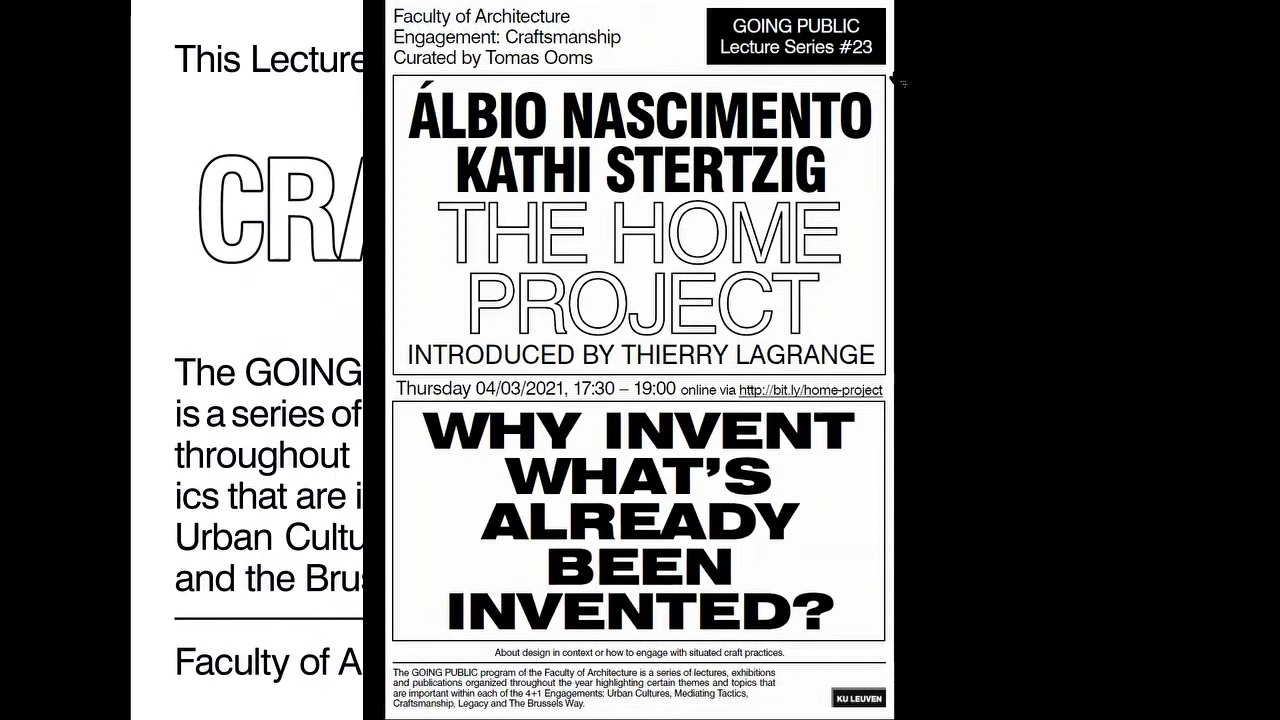 This Lecture
CRA
The GOING
is a series of
throughout
ics that are i
Urban Cultu
and the Brus
Faculty of A
Faculty of Architecture
Engagement: Craftsmanship
Curated by Tomas Ooms
GOING PUBLIC
Lecture Series #23
ÁLBIO NASCIMENTO
KATHI STERTZIG
THE HOME
PROJECT
INTRODUCED BY THIERRY LAGRANGE
Thursday 04/03/2021, 17:30 – 19:00 online via http://bit.ly/home-project
WHY INVENT
WHAT'S
ALREADY
BEEN
INVENTED?
About design in context or how to engage with situated craft practices.
The GOING PUBLIC program of the Faculty of Architecture is a series of lectures, exhibitions
and publications organized throughout the year highlighting certain themes and topics that
are important within each of the 4+1 Engagements: Urban Cultures, Mediating Tactics,
Craftsmanship, Legacy and The Brussels Way.
KU LEUVEN